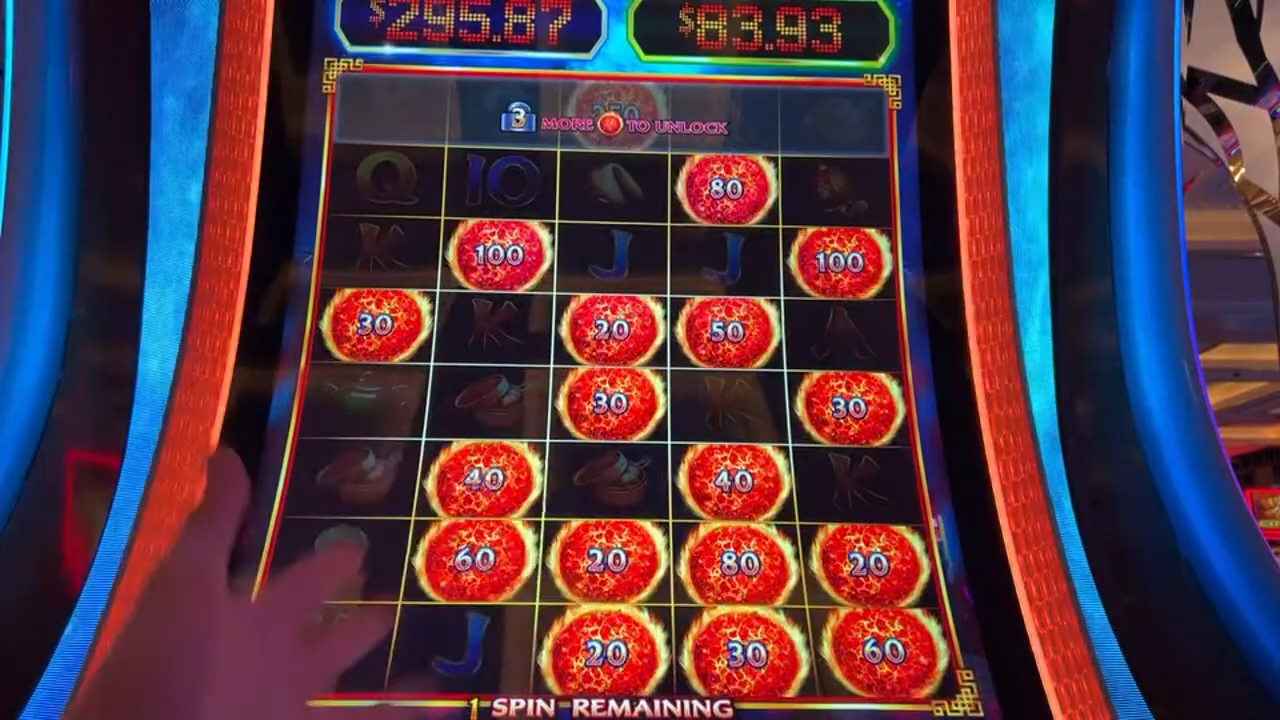 $295.87 $83.93
250
3 MORE TO UNLOCK
Q 10 80
K 100 J J 100
30 K 20 50 A
30 K 30
40 40 K
60 20 80 20
J 20 30 60
1 SPIN REMAINING